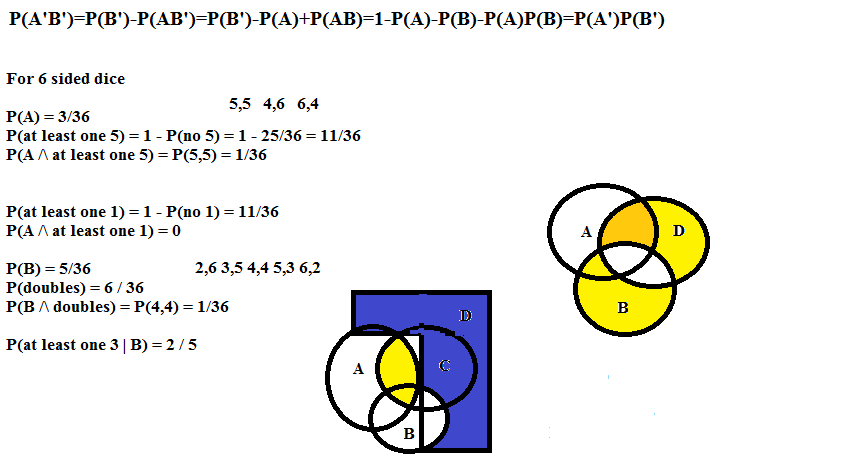 P(A'B')=P(B')-P(AB')=P(B')-P(A)+P(AB)=1-P(A)-P(B)-P(A)P(B)=P(A')P(B')
For 6 sided dice
5,5 4,6 6,4
P(A) = 3/36
P(at least one 5) = 1 - P(no 5) = 1 - 25/36 = 11/36
P(A /\ at least one 5) = P(5,5) = 1/36
P(at least one 1) = 1 - P(no 1) = 11/36
P(A /\ at least one 1) = 0
P(B) = 5/36 2,6 3,5 4,4 5,3 6,2
P(doubles) = 6 / 36
P(B /\ doubles) = P(4,4) = 1/36
P(at least one 3 | B) = 2 / 5
D
A
C
B
A
D
B